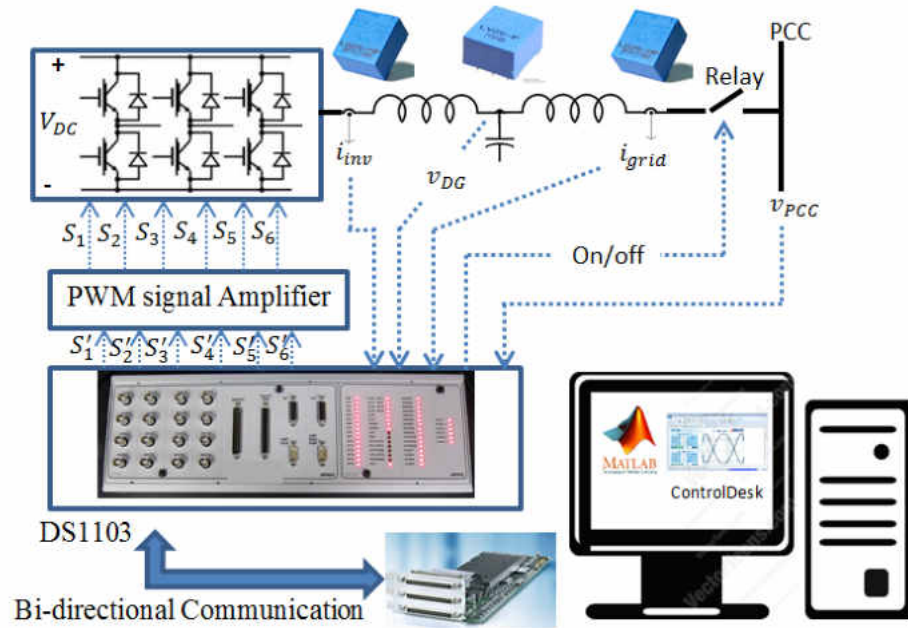 PCC
Relay
+
V_DC
-
i_inv
v_DG
i_grid
v_PCC
S_1 S_2 S_3 S_4 S_5 S_6
On/off
PWM signal Amplifier
S′_1 S′_2 S′_3 S′_4 S′_5 S′_6
MATLAB
ControlDesk
DS1103
Bi-directional Communication